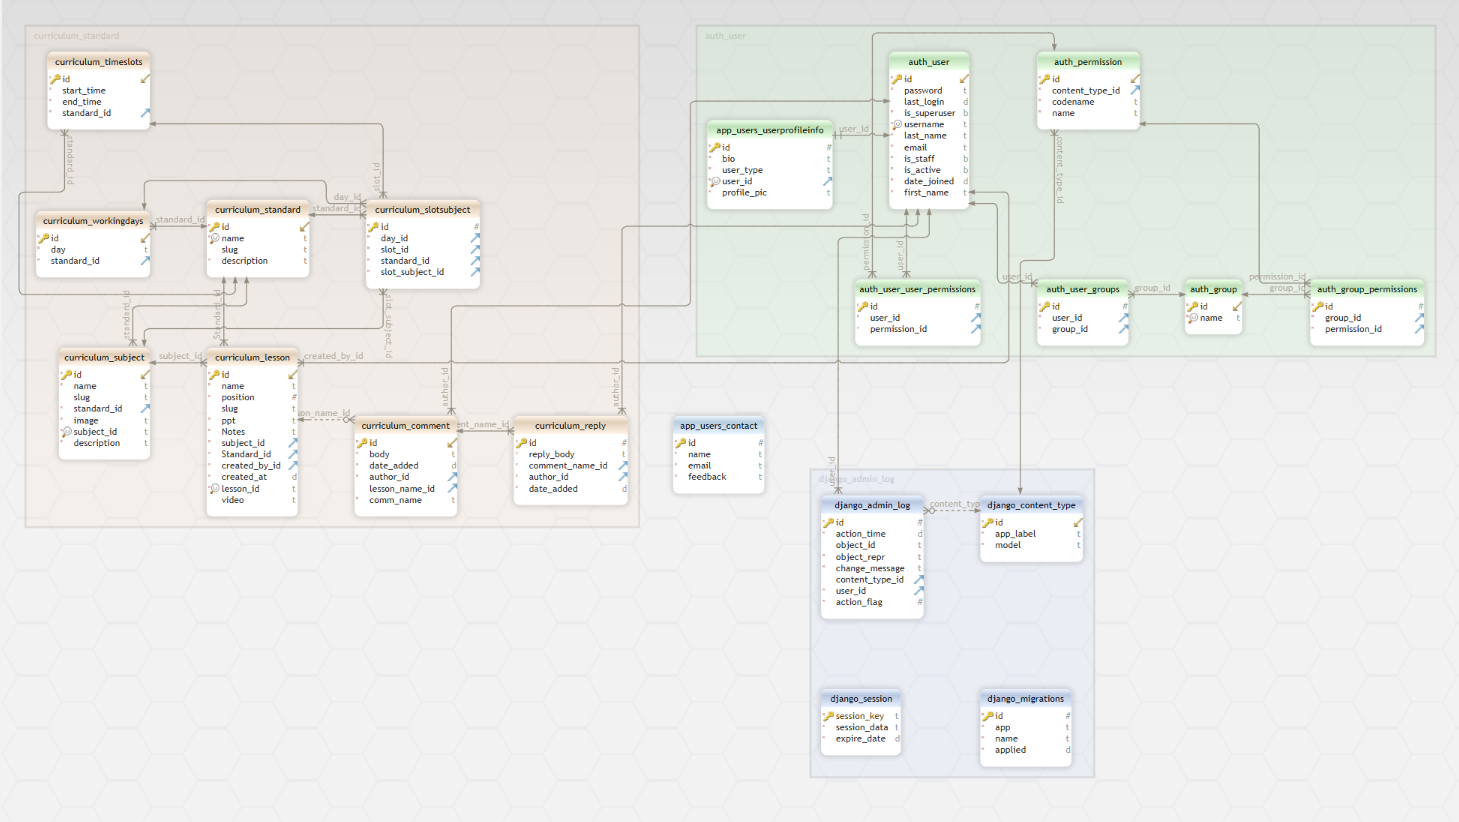 curriculum_standard
curriculum_timeslots
id
start_time
end_time
standard_id
standard_id
slot_id
day_id
standard_id
curriculum_workingdays
id
day
standard_id
standard_id
curriculum_standard
id
name t
slug t
description t
curriculum_slotsubject
id #
day_id
slot_id
standard_id
slot_subject_id
standard_id
Standard_id
slot_subject_id
curriculum_subject
id
name t
slug t
standard_id
image t
subject_id t
description t
subject_id
curriculum_lesson
id
name t
position #
slug t
ppt t
Notes t
subject_id
Standard_id
created_by_id
created_at d
lesson_id t
video t
created_by_id
on_name_id
author_id
curriculum_comment
id
body t
date_added d
author_id
lesson_name_id
comm_name t
ent_name_id
author_id
curriculum_reply
id #
reply_body t
comment_name_id
author_id
date_added d
auth_user
app_users_userprofileinfo
id #
bio t
user_type t
user_id
profile_pic t
user_id
auth_user
id
password t
last_login d
is_superuser b
username t
last_name t
email t
is_staff b
is_active b
date_joined d
first_name t
auth_permission
id
content_type_id
codename t
name t
content_type_id
permission_id
user_id
auth_user_user_permissions
id #
user_id
permission_id
user_id
auth_user_groups
id #
user_id
group_id
group_id
auth_group
id
name t
permission_id
group_id
auth_group_permissions
id #
group_id
permission_id
app_users_contact
id #
name t
email t
feedback t
django_admin_log
user_id
django_admin_log
id #
action_time d
object_id t
object_repr t
change_message t
content_type_id
user_id
action_flag #
content_typ
django_content_type
id
app_label t
model t
django_session
session_key t
session_data t
expire_date d
django_migrations
id #
app t
name t
applied d